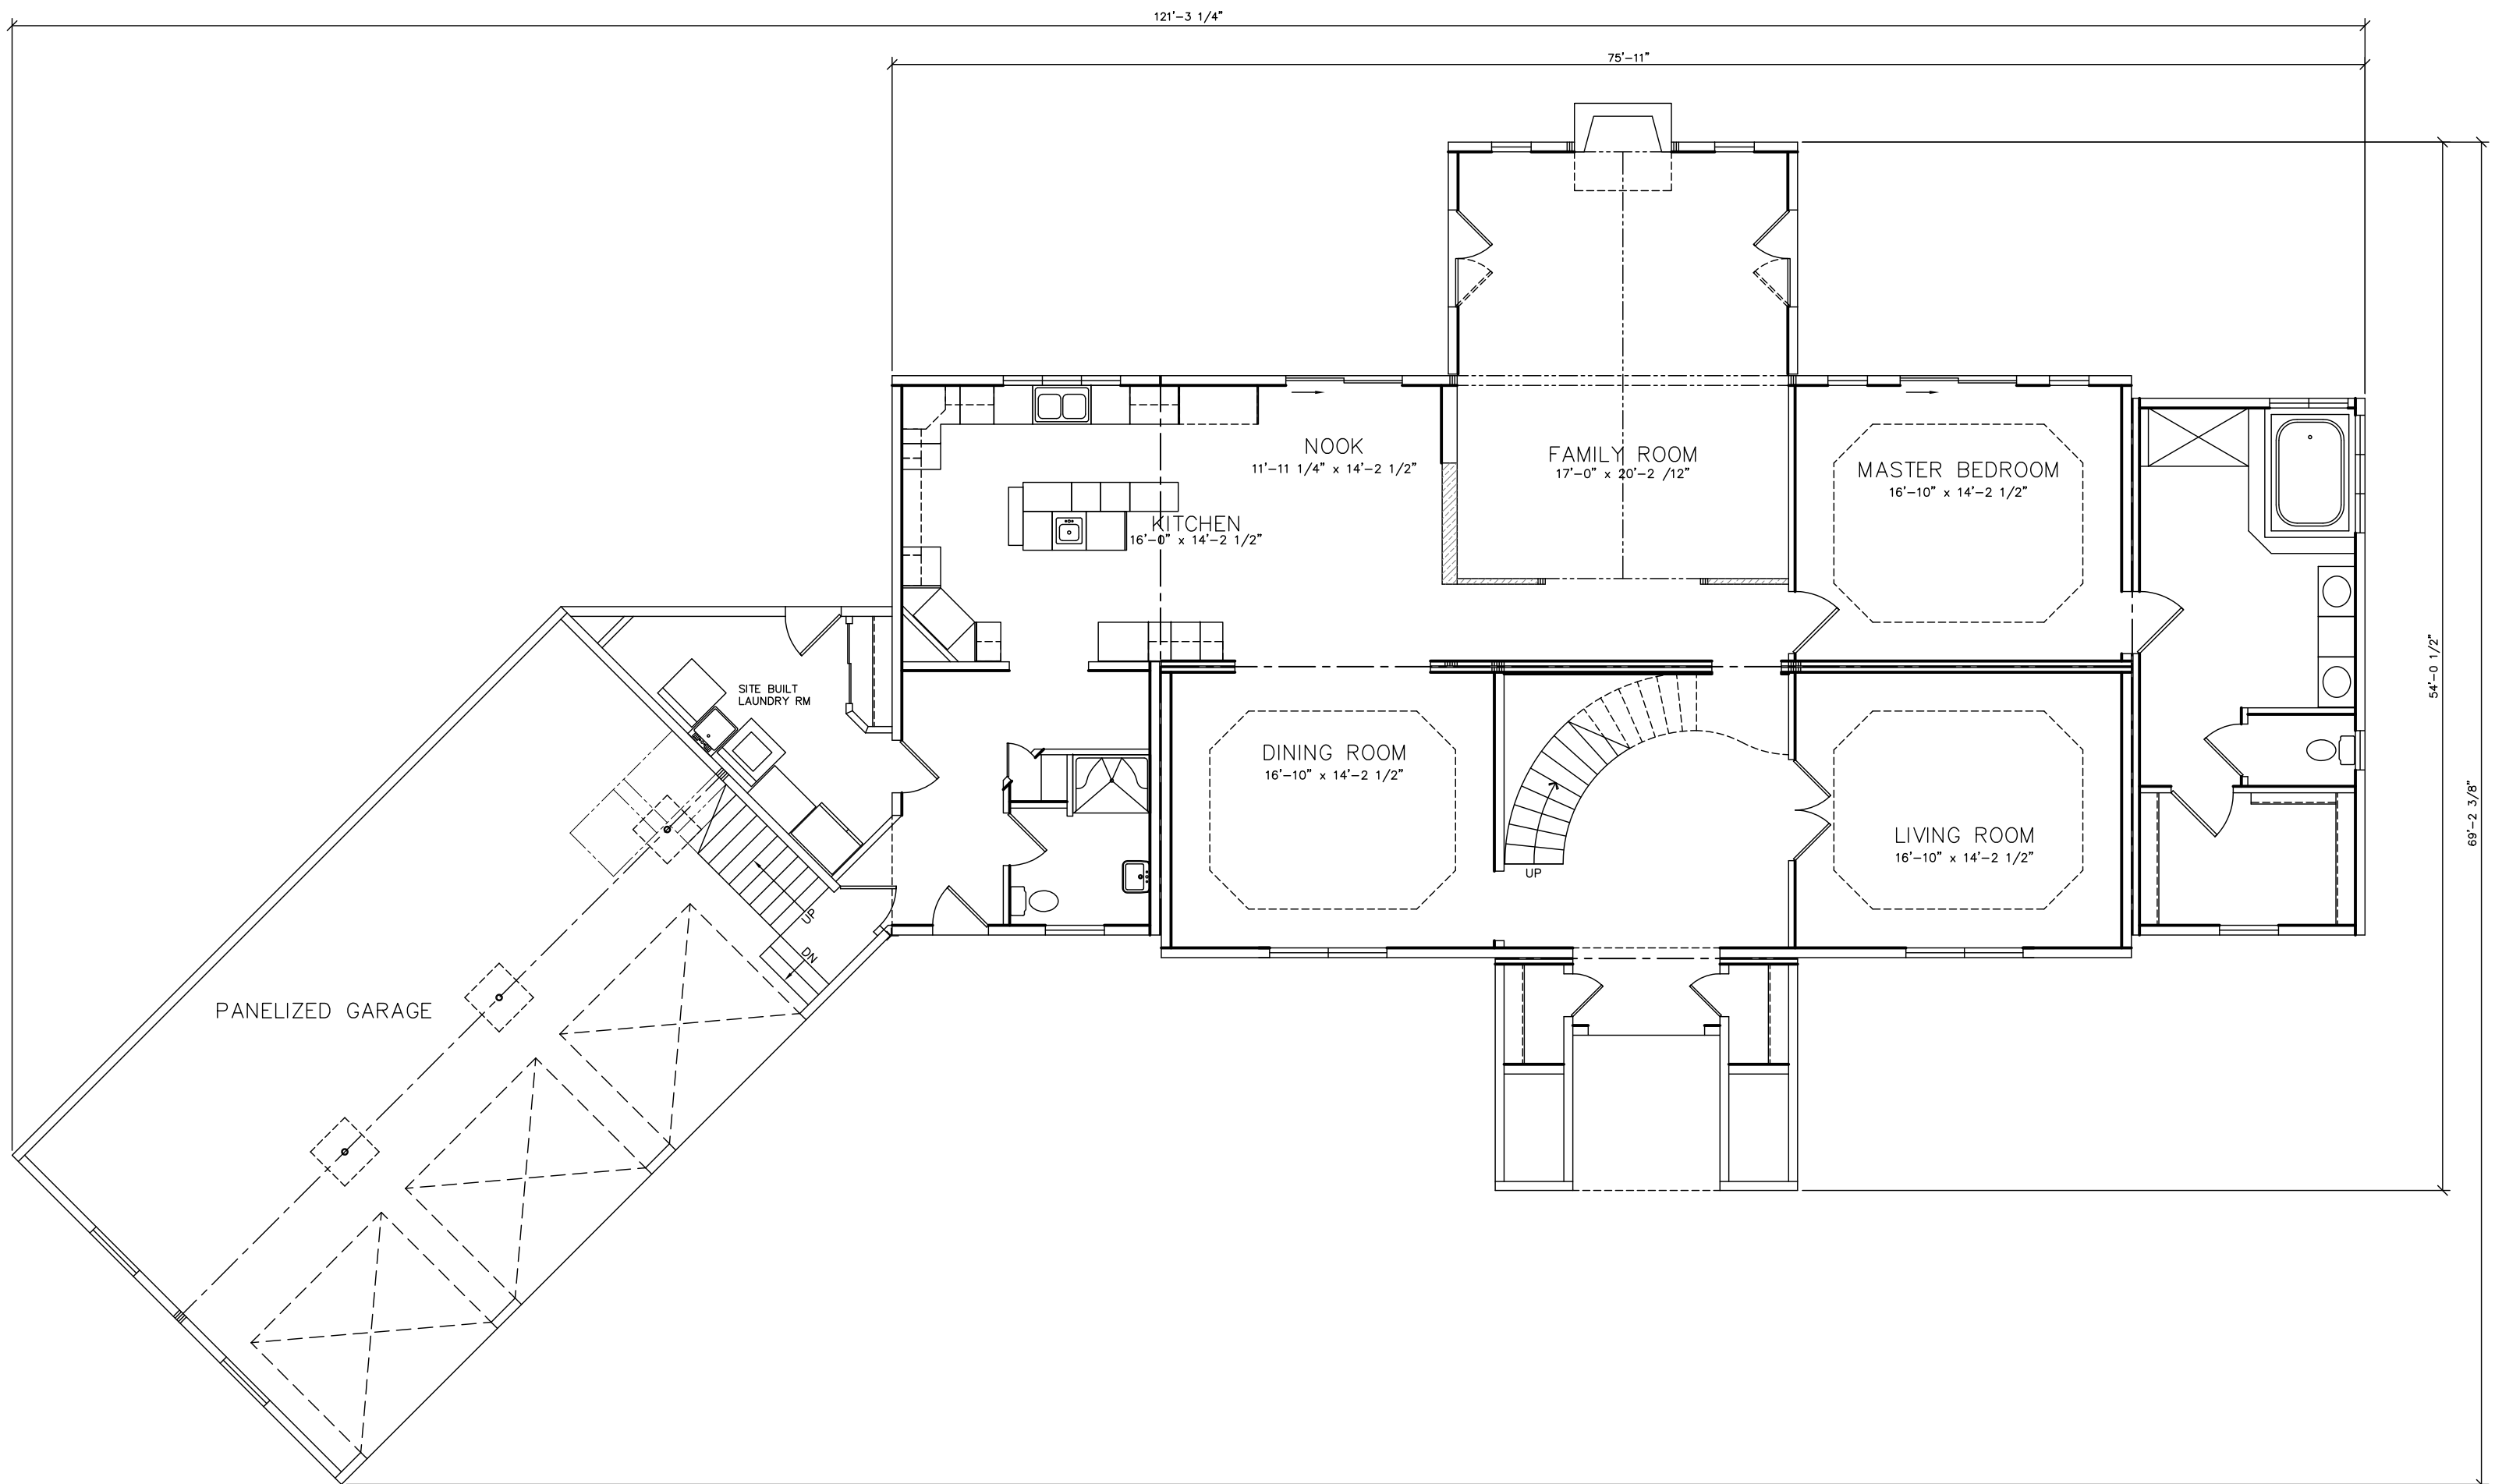 121'-3 1/4"
75'-11"
NOOK
11'-11 1/4" x 14'-2 1/2"
FAMILY ROOM
17'-0" x 20'-2 /12"
MASTER BEDROOM
16'-10" x 14'-2 1/2"
KITCHEN
16'-0" x 14'-2 1/2"
54'-0 1/2"
69'-2 3/8"
SITE BUILT
LAUNDRY RM
DINING ROOM
16'-10" x 14'-2 1/2"
LIVING ROOM
16'-10" x 14'-2 1/2"
UP
UP
DN
PANELIZED GARAGE